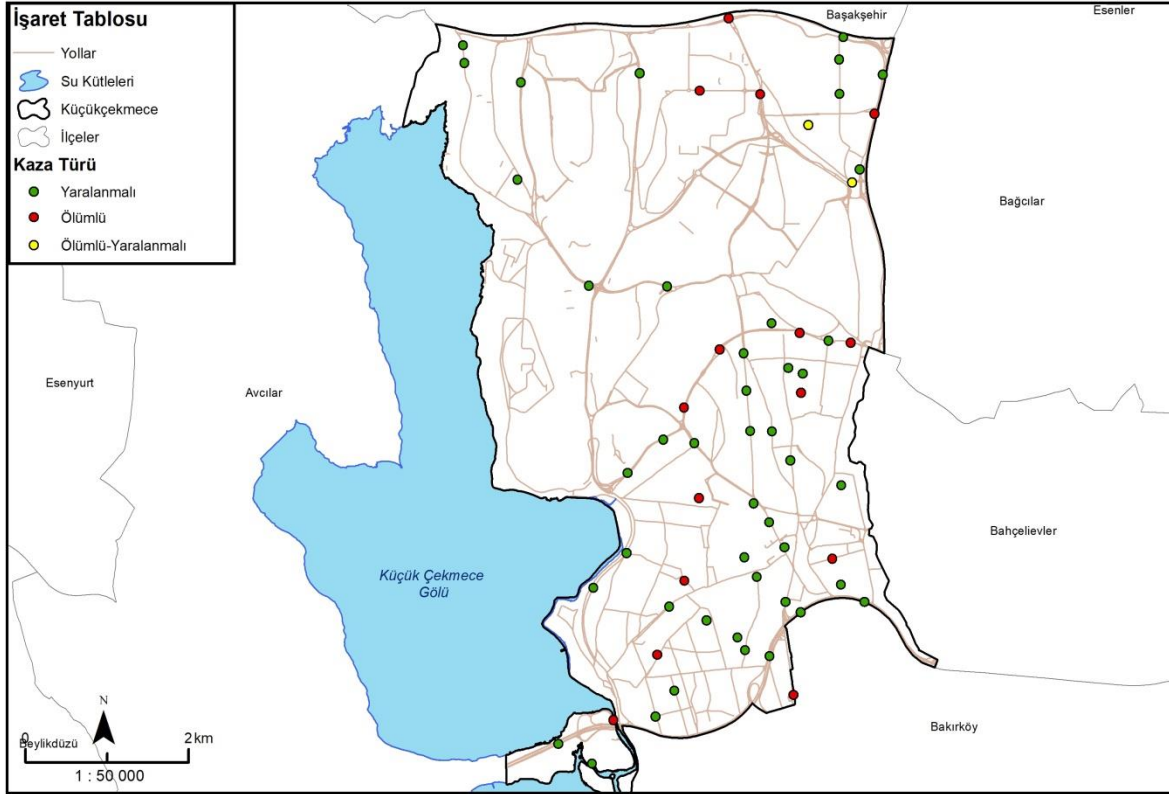 İşaret Tablosu
Yollar
Su Kütleleri
Küçükçekmece
İlçeler
Kaza Türü
Yaralanmalı
Ölümlü
Ölümlü-Yaralanmalı
Başakşehir
Esenler
Bağcılar
Esenyurt
Avcılar
Bahçelievler
Küçük Çekmece
Gölü
Bakırköy
N
0 2 km
Beylikdüzü
1 : 50 000